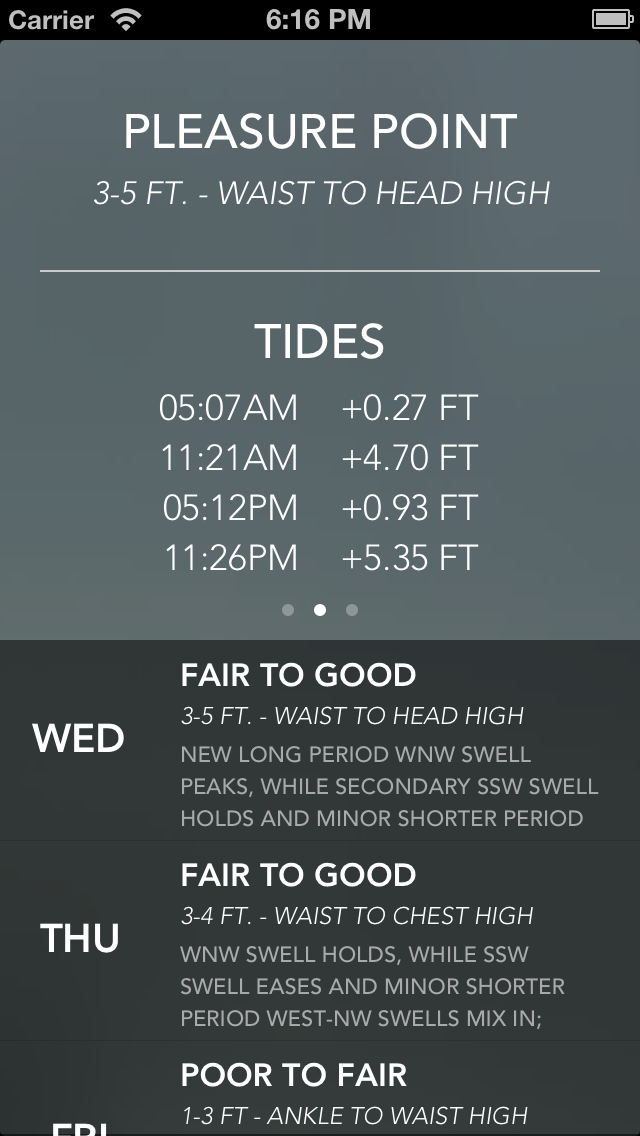 Carrier 6:16 PM
PLEASURE POINT
3-5 FT. - WAIST TO HEAD HIGH
TIDES
05:07AM +0.27 FT
11:21AM +4.70 FT
05:12PM +0.93 FT
11:26PM +5.35 FT
WED
FAIR TO GOOD
3-5 FT. - WAIST TO HEAD HIGH
NEW LONG PERIOD WNW SWELL
PEAKS, WHILE SECONDARY SSW SWELL
HOLDS AND MINOR SHORTER PERIOD
THU
FAIR TO GOOD
3-4 FT. - WAIST TO CHEST HIGH
WNW SWELL HOLDS, WHILE SSW
SWELL EASES AND MINOR SHORTER
PERIOD WEST-NW SWELLS MIX IN;
FRI
POOR TO FAIR
1-3 FT - ANKLE TO WAIST HIGH